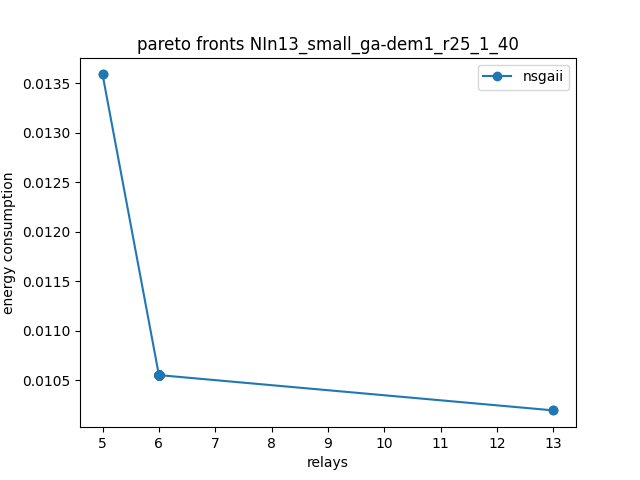 pareto fronts NIn13_small_ga-dem1_r25_1_40
nsgaii
energy consumption
0.0135
0.0130
0.0125
0.0120
0.0115
0.0110
0.0105
5 6 7 8 9 10 11 12 13
relays